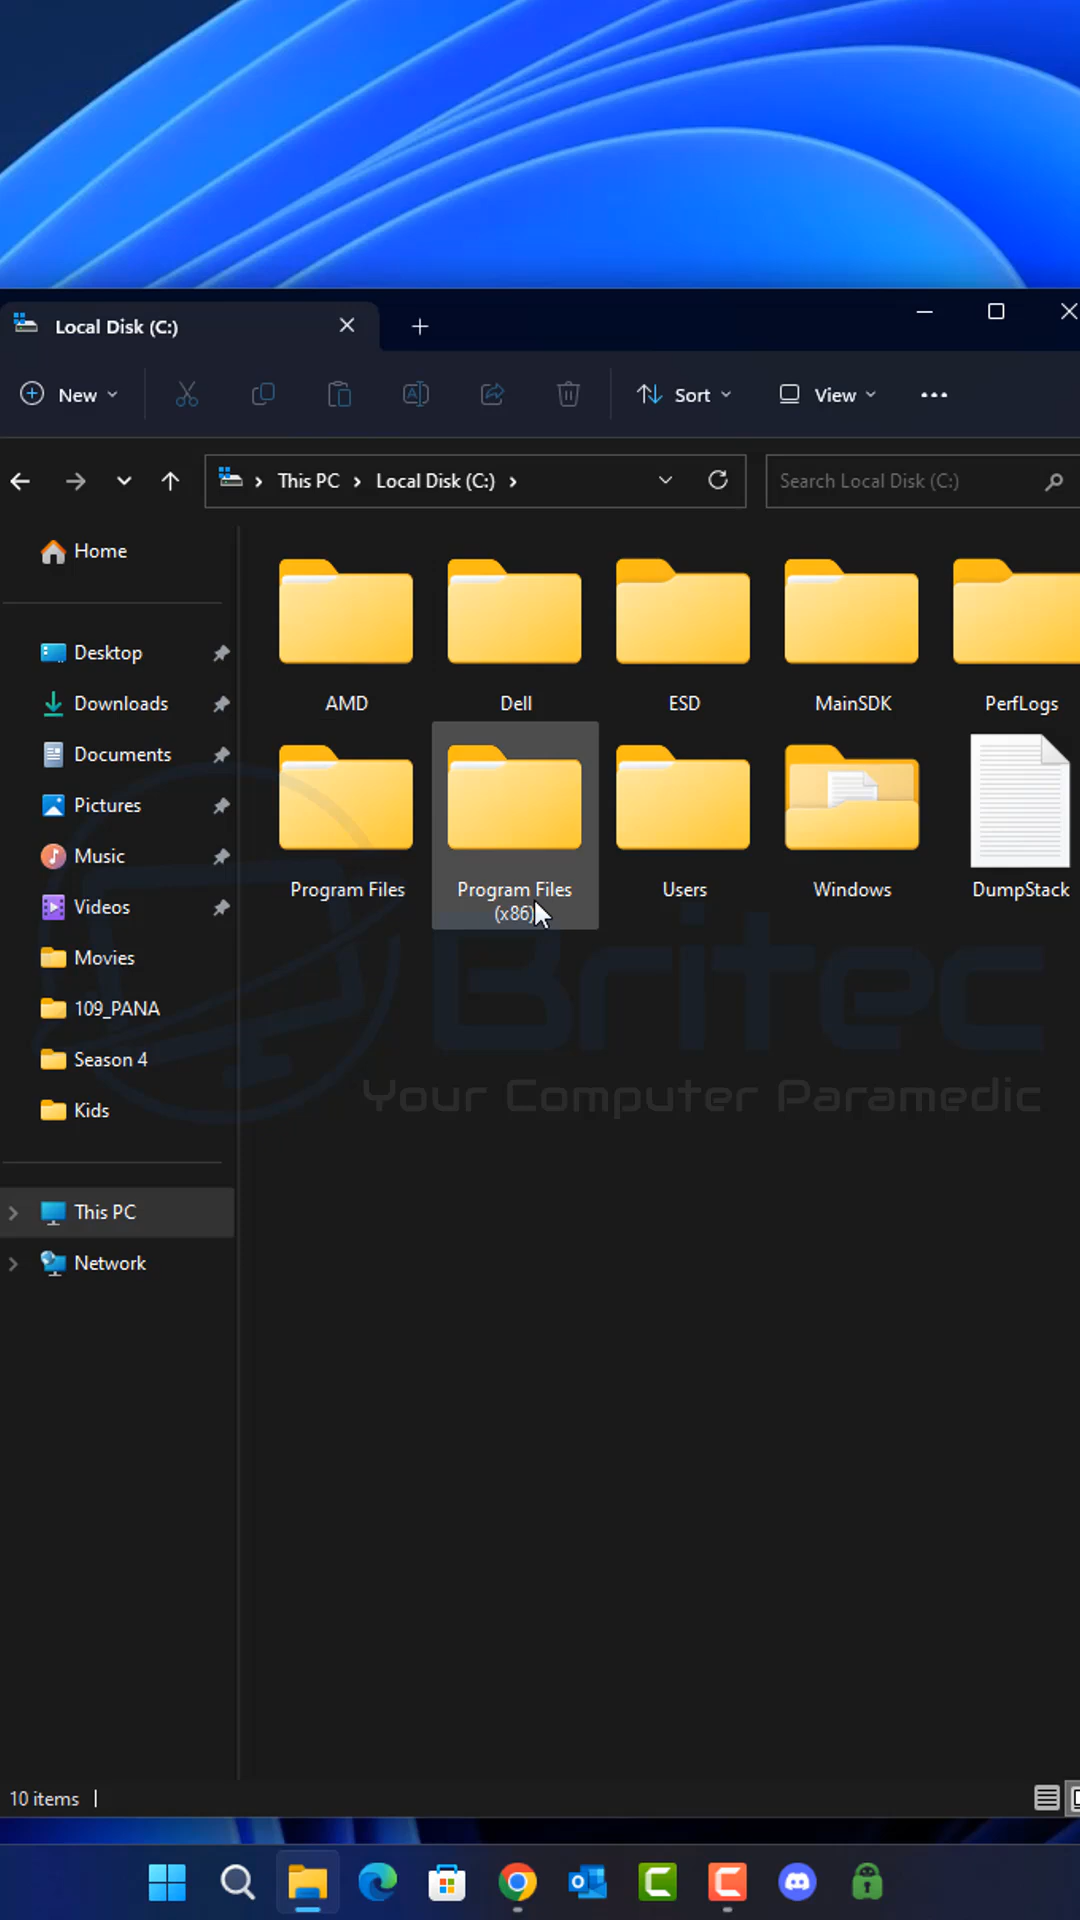 Local Disk (C:)
New
Sort
View
This PC
Local Disk (C:)
Search Local Disk (C:)
Home
Desktop
Downloads
Documents
Pictures
Music
Videos
Movies
109_PANA
Season 4
Kids
This PC
Network
AMD
Dell
ESD
MainSDK
PerfLogs
Program Files
Program Files
(x86)
Users
Windows
DumpStack
Britec
Your Computer Paramedic
10 items